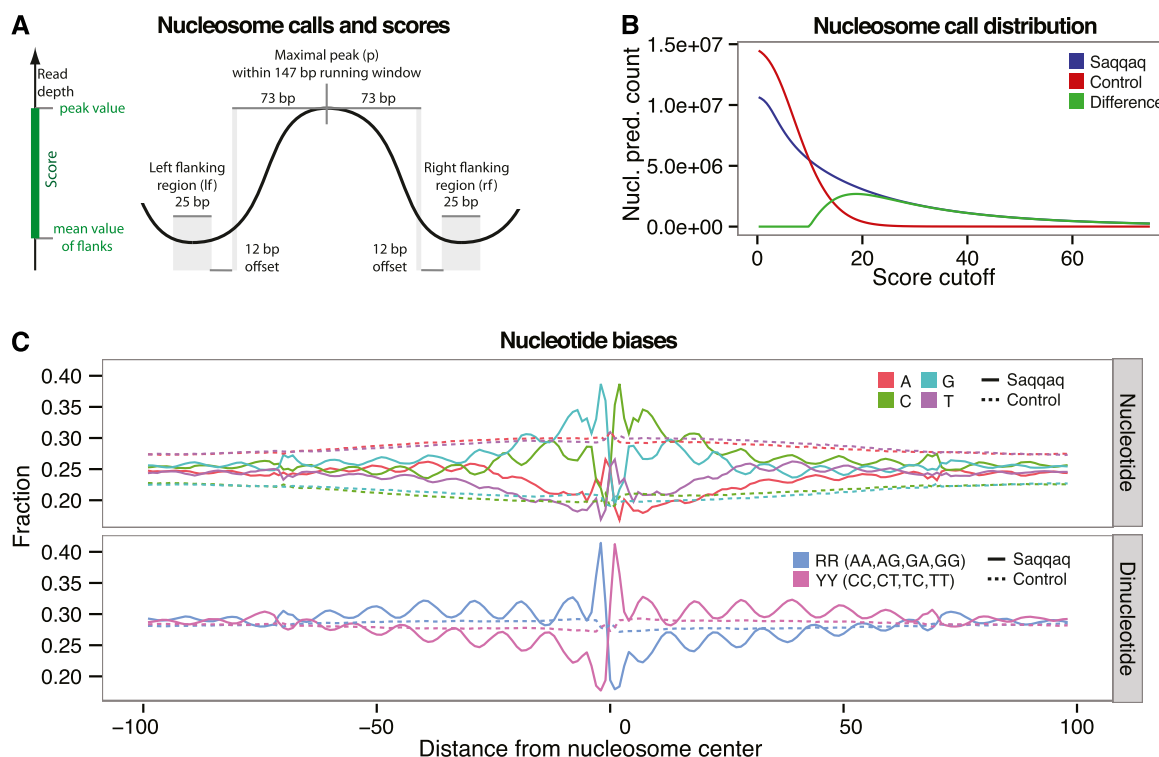 A
Nucleosome calls and scores
Read
depth
peak value
Score
mean value
of flanks
Maximal peak (p)
within 147 bp running window
73 bp
73 bp
Left flanking
region (lf)
25 bp
Right flanking
region (rf)
25 bp
12 bp
offset
12 bp
offset
B
Nucleosome call distribution
Nucl. pred. count
1.5e+07
1.0e+07
5.0e+06
0.0e+00
Saqqaq
Control
Difference
0
20
40
60
Score cutoff
C
Nucleotide biases
Fraction
0.40
0.35
0.30
0.25
0.20
A
G
C
T
Saqqaq
Control
Nucleotide
0.40
0.35
0.30
0.25
0.20
RR (AA,AG,GA,GG)
YY (CC,CT,TC,TT)
Saqqaq
Control
Dinucleotide
−100
−50
0
50
100
Distance from nucleosome center